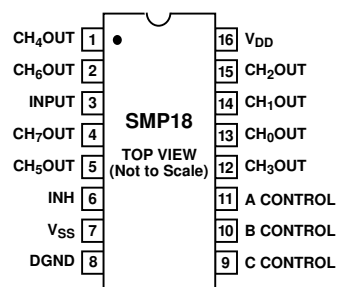 CH4OUT 1 16 VDD
CH6OUT 2 15 CH2OUT
INPUT 3 14 CH1OUT
CH7OUT 4 SMP18 13 CH0OUT
CH5OUT 5 TOP VIEW 12 CH3OUT
(Not to Scale)
INH 6 11 A CONTROL
VSS 7 10 B CONTROL
DGND 8 9 C CONTROL